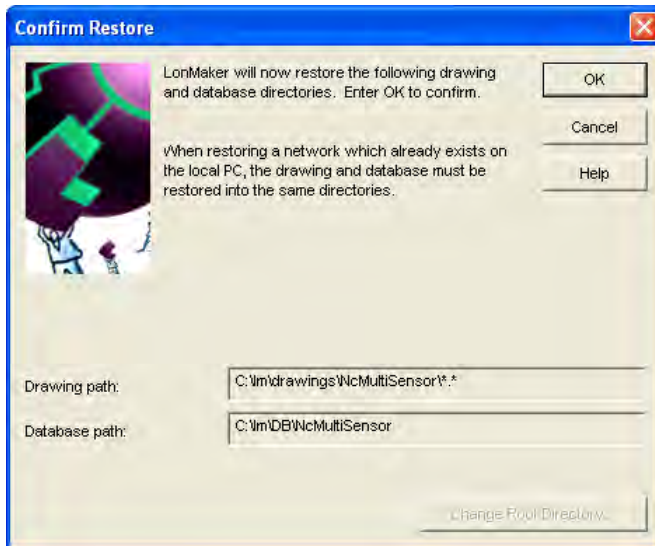 Confirm Restore
LonMaker will now restore the following drawing
and database directories. Enter OK to confirm.
When restoring a network which already exists on
the local PC, the drawing and database must be
restored into the same directories.
OK
Cancel
Help
Drawing path:
C:\lm\drawings\NcMultiSensor\*.*
Database path:
C:\lm\DB\NcMultiSensor
Change Root Directory...